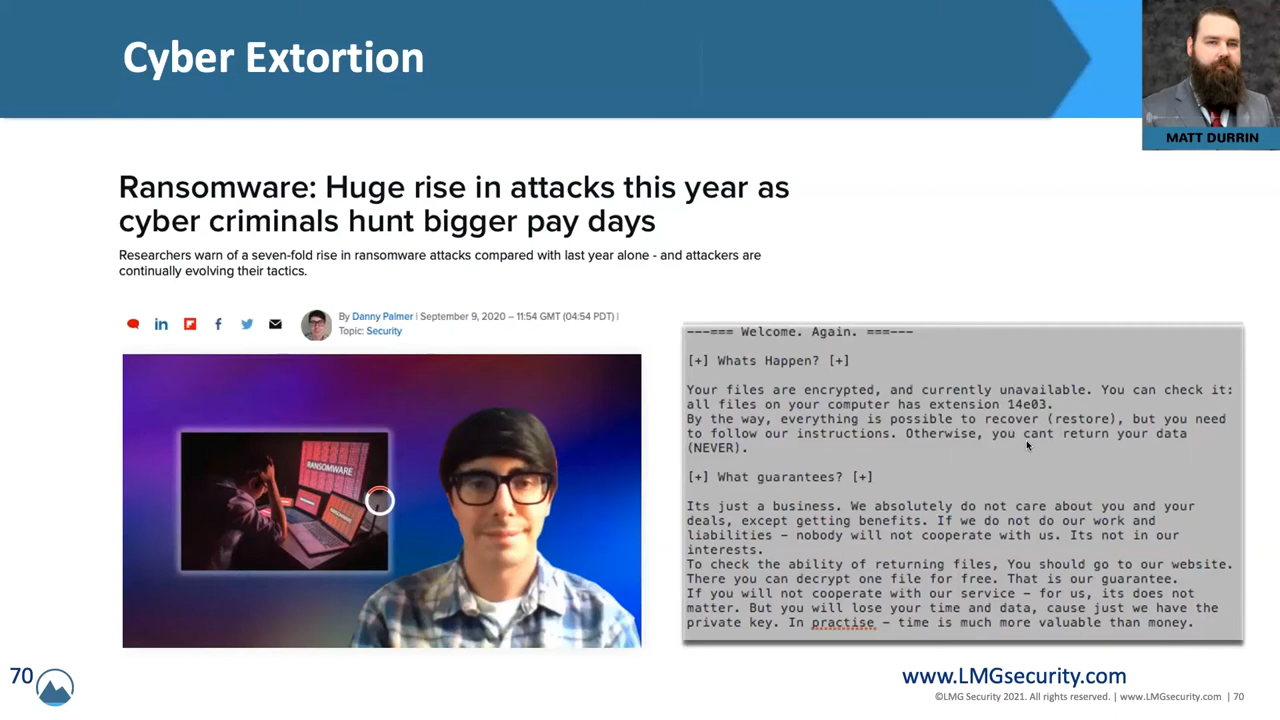 Cyber Extortion
MATT DURRIN
Ransomware: Huge rise in attacks this year as
cyber criminals hunt bigger pay days
Researchers warn of a seven-fold rise in ransomware attacks compared with last year alone - and attackers are
continually evolving their tactics.
By Danny Palmer | September 9, 2020 -- 11:54 GMT (04:54 PDT) |
Topic: Security
RANSOMWARE
---=== Welcome. Again. ===---
[+] Whats Happen? [+]
Your files are encrypted, and currently unavailable. You can check it:
all files on your computer has extension 14e03.
By the way, everything is possible to recover (restore), but you need
to follow our instructions. Otherwise, you cant return your data
(NEVER).
[+] What guarantees? [+]
Its just a business. We absolutely do not care about you and your
deals, except getting benefits. If we do not do our work and
liabilities - nobody will not cooperate with us. Its not in our
interests.
To check the ability of returning files, You should go to our website.
There you can decrypt one file for free. That is our guarantee.
If you will not cooperate with our service - for us, its does not
matter. But you will lose your time and data, cause just we have the
private key. In practise - time is much more valuable than money.
70
www.LMGsecurity.com
©LMG Security 2021. All rights reserved. | www.LMGsecurity.com | 70